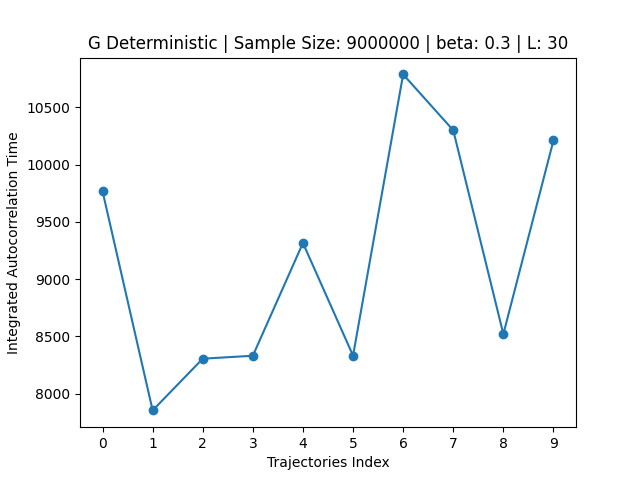 G Deterministic | Sample Size: 9000000 | beta: 0.3 | L: 30
Integrated Autocorrelation Time
10500
10000
9500
9000
8500
8000
0 1 2 3 4 5 6 7 8 9
Trajectories Index